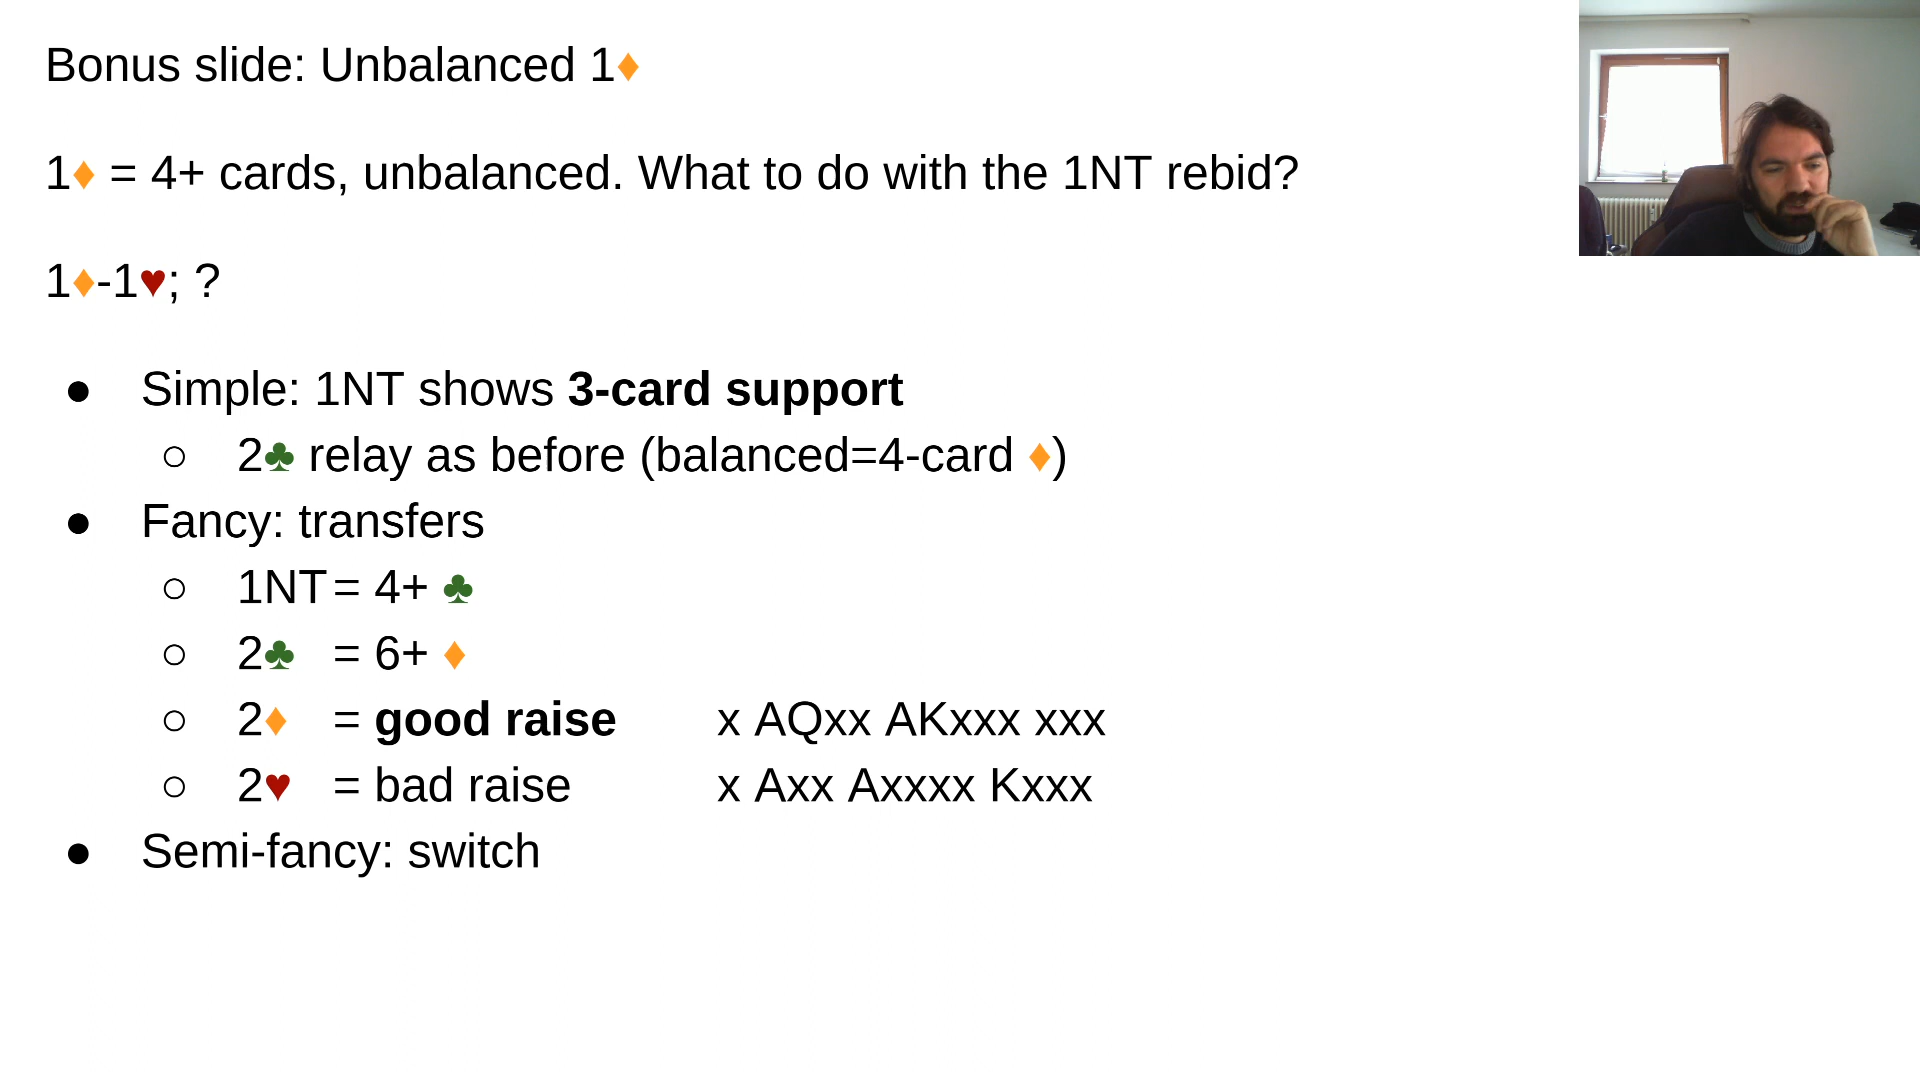 Bonus slide: Unbalanced 1♦
1♦ = 4+ cards, unbalanced. What to do with the 1NT rebid?
1♦-1♥; ?
● Simple: 1NT shows 3-card support
○ 2♣ relay as before (balanced=4-card ♦)
● Fancy: transfers
○ 1NT = 4+ ♣
○ 2♣ = 6+ ♦
○ 2♦ = good raise x AQxx AKxxx xxx
○ 2♥ = bad raise x Axx Axxxx Kxxx
● Semi-fancy: switch